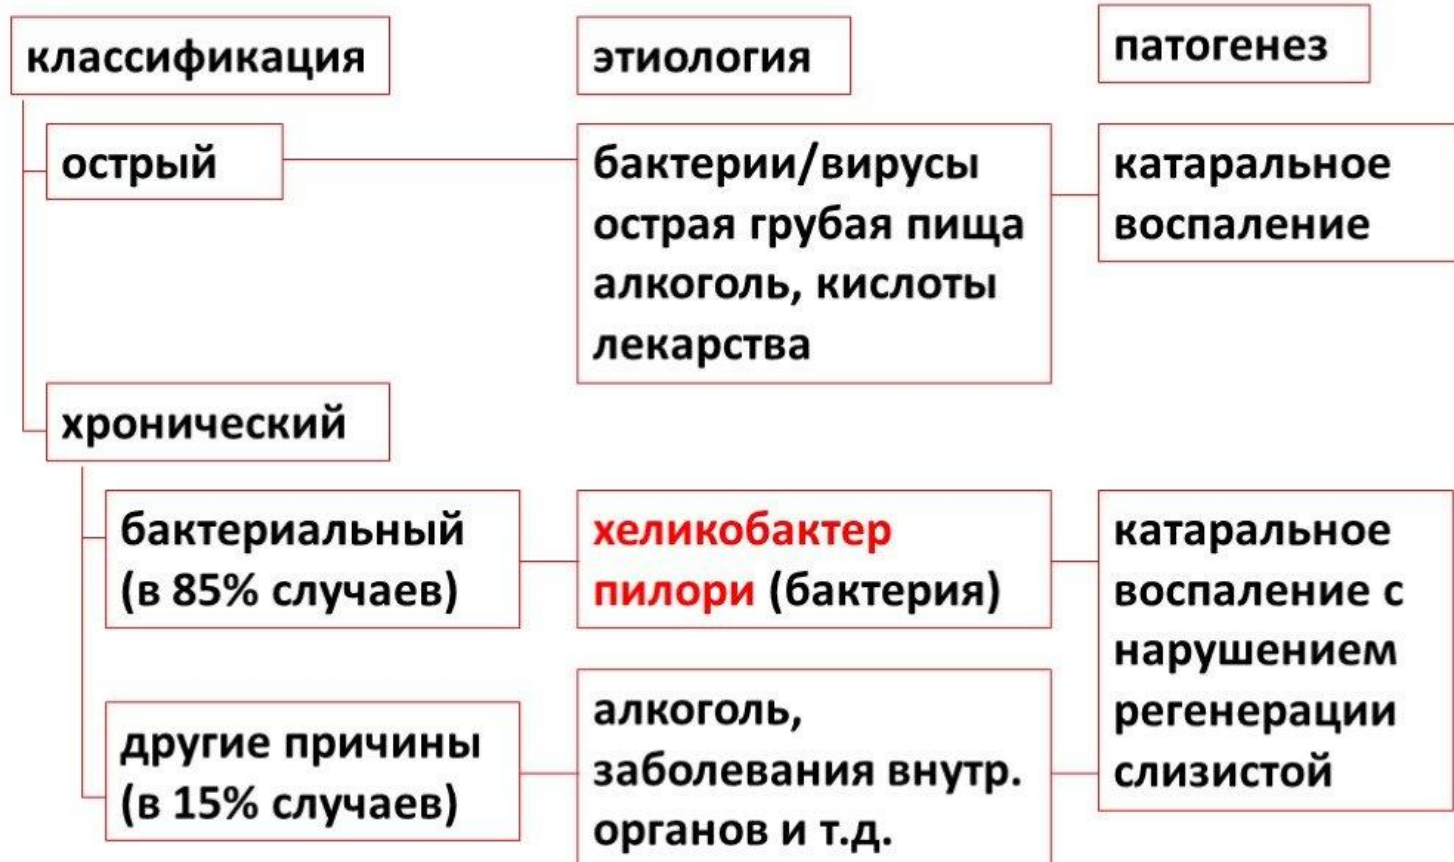 классификация
этиология
патогенез
острый
бактерии/вирусы
острая грубая пища
алкоголь, кислоты
лекарства
катаральное
воспаление
хронический
бактериальный
(в 85% случаев)
хеликобактер
пилори (бактерия)
катаральное
воспаление с
нарушением
регенерации
слизистой
другие причины
(в 15% случаев)
алкоголь,
заболевания внутр.
органов и т.д.